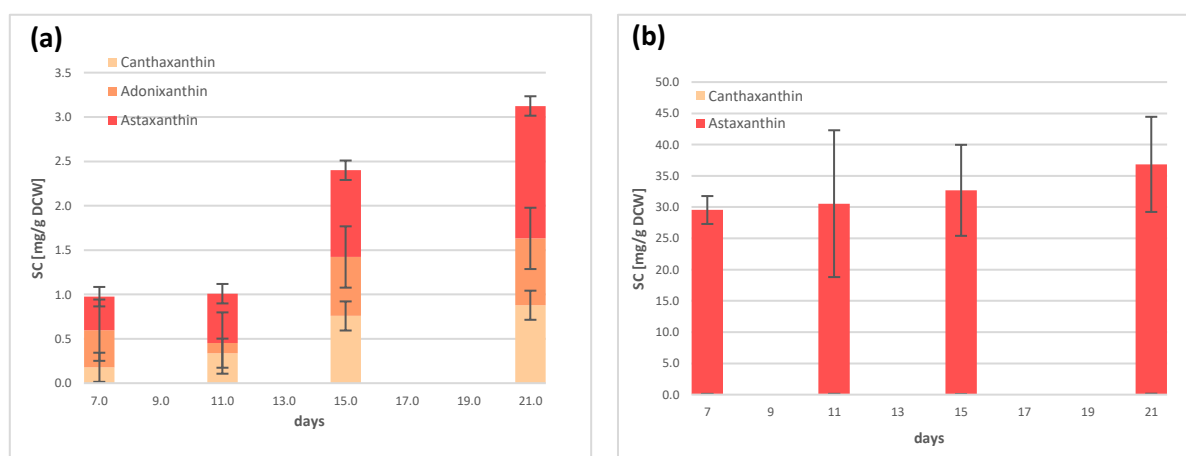 (a)
Canthaxanthin
Adonixanthin
Astaxanthin
SC [mg/g DCW]
3.5
3.0
2.5
2.0
1.5
1.0
0.5
0.0
7.0 9.0 11.0 13.0 15.0 17.0 19.0 21.0
days
(b)
Canthaxanthin
Astaxanthin
SC [mg/g DCW]
50.0
45.0
40.0
35.0
30.0
25.0
20.0
15.0
10.0
5.0
0.0
7 9 11 13 15 17 19 21
days